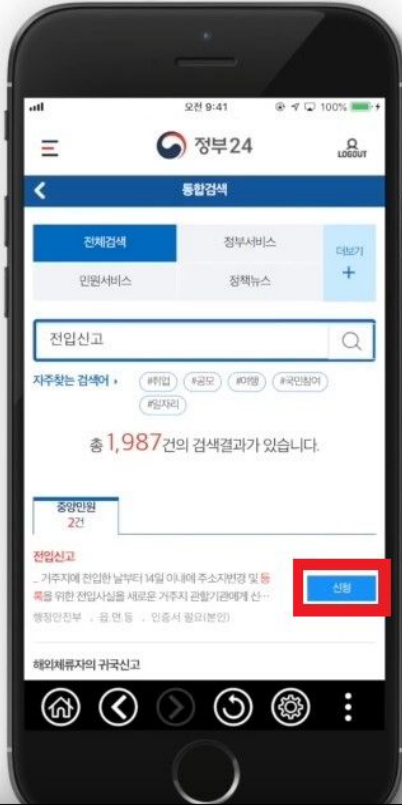 오전 9:41
100%
정부24
LOGOUT
통합검색
전체검색
정부서비스
더보기
+
민원서비스
정책뉴스
전입신고
자주찾는 검색어 ›
#취업 #공모 #여행 #국민참여
#일자리
총 1,987건의 검색결과가 있습니다.
중앙민원
2건
전입신고
.. 거주지에 전입한 날부터 14일 이내에 주소지변경 및 등
록을 위한 전입사실을 새로운 거주지 관할기관에게 신…
신청
행정안전부 . 읍.면.동 . 인증서 필요(본인)
해외체류자의 귀국신고